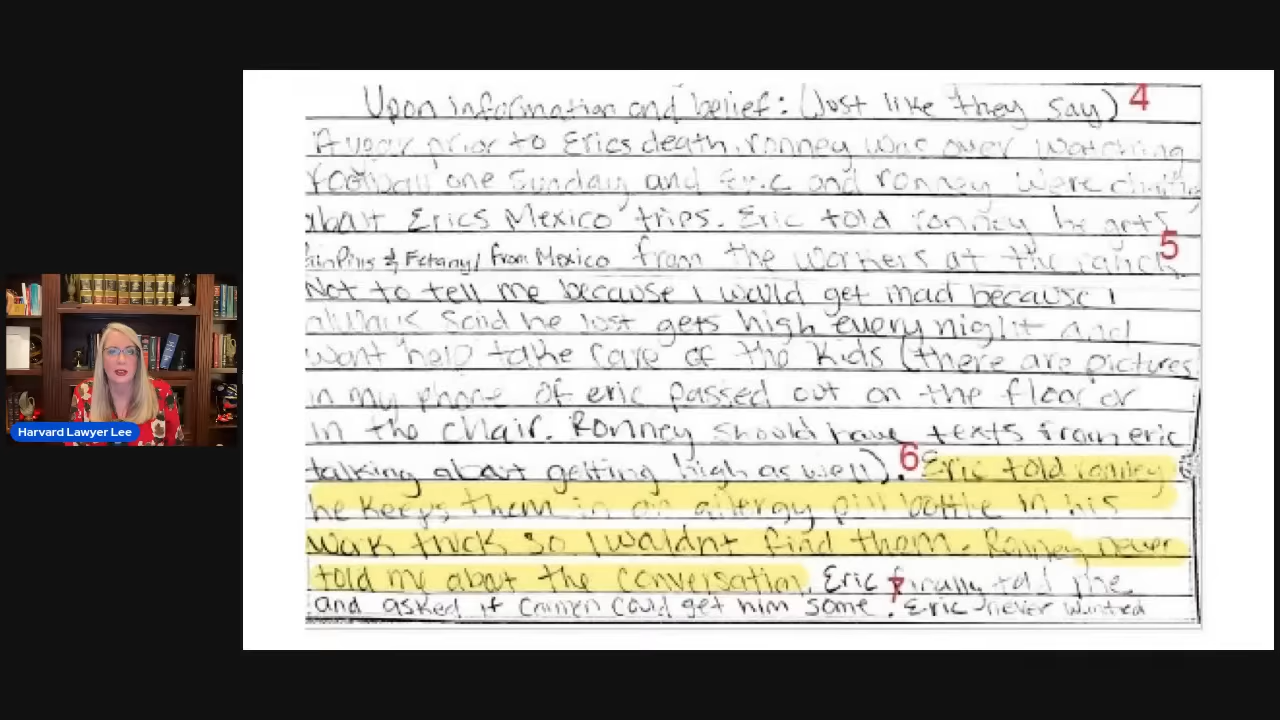 Upon information and belief: (Just like they say) 4
A year prior to Erics death, ronney was over watching
Football one Sunday and Eric and ronney were
about Erics Mexico trips. Eric told ronney he gets
5
from Mexico from the workers at the ranch
Not to tell me because I would get mad because I
always said he just gets high every night and
wont help take care of the kids (there are pictures
in my phone of eric passed out on the floor or
in the chair. Ronney should have texts from eric
talking about getting high as well). 6 Eric told ronney
he keeps them in an allergy pill bottle in his
work truck so I wouldnt find them. Ronney never
told me about the conversation. Eric finally told me
7
and asked if Carmen could get him some. Eric never wanted
Harvard Lawyer Lee